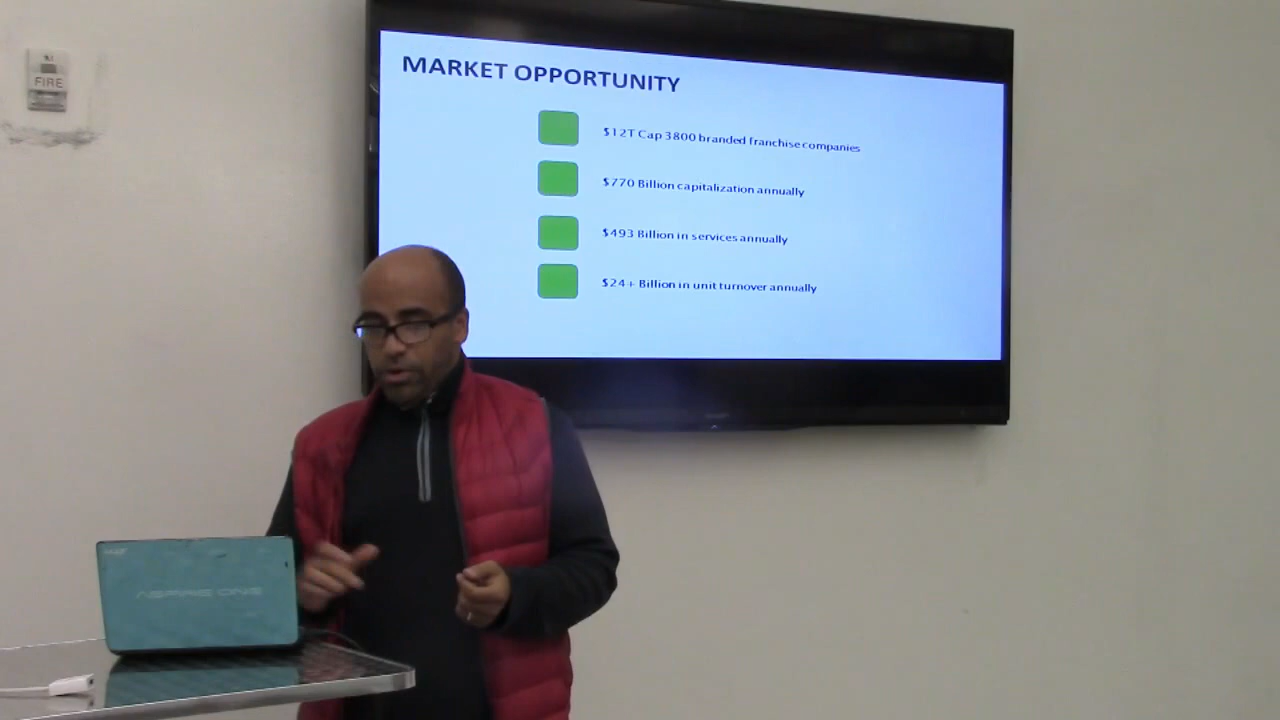 FIRE
MARKET OPPORTUNITY
$12T Cap 3800 branded franchise companies
$770 Billion capitalization annually
$493 Billion in services annually
$24+ Billion in unit turnover annually
acer
ASPIRE ONE